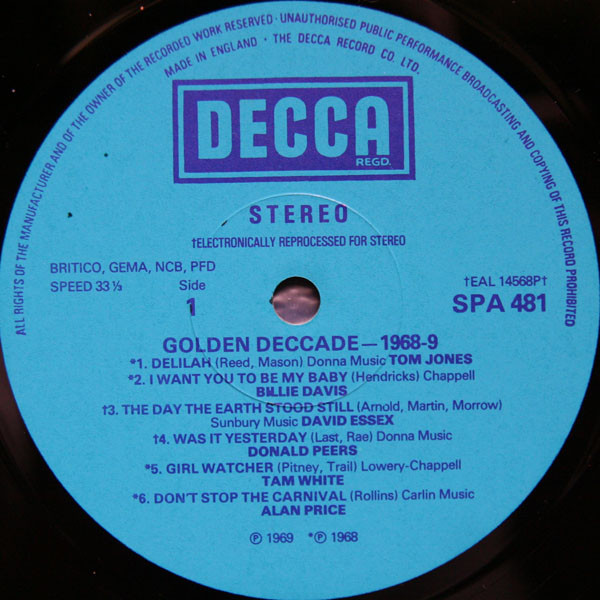 ALL RIGHTS OF THE MANUFACTURER AND OF THE OWNER OF THE RECORDED WORK RESERVED · UNAUTHORISED PUBLIC PERFORMANCE BROADCASTING AND COPYING OF THIS RECORD PROHIBITED
MADE IN ENGLAND · THE DECCA RECORD CO. LTD.
DECCA
REGD.
STEREO
†ELECTRONICALLY REPROCESSED FOR STEREO
BRITICO, GEMA, NCB, PFD
SPEED 33⅓ Side
1
†EAL 14568P†
SPA 481
GOLDEN DECCADE—1968-9
*1. DELILAH (Reed, Mason) Donna Music TOM JONES
*2. I WANT YOU TO BE MY BABY (Hendricks) Chappell
BILLIE DAVIS
†3. THE DAY THE EARTH STOOD STILL (Arnold, Martin, Morrow)
Sunbury Music DAVID ESSEX
†4. WAS IT YESTERDAY (Last, Rae) Donna Music
DONALD PEERS
*5. GIRL WATCHER (Pitney, Trail) Lowery-Chappell
TAM WHITE
*6. DON'T STOP THE CARNIVAL (Rollins) Carlin Music
ALAN PRICE
℗ 1969 *℗ 1968